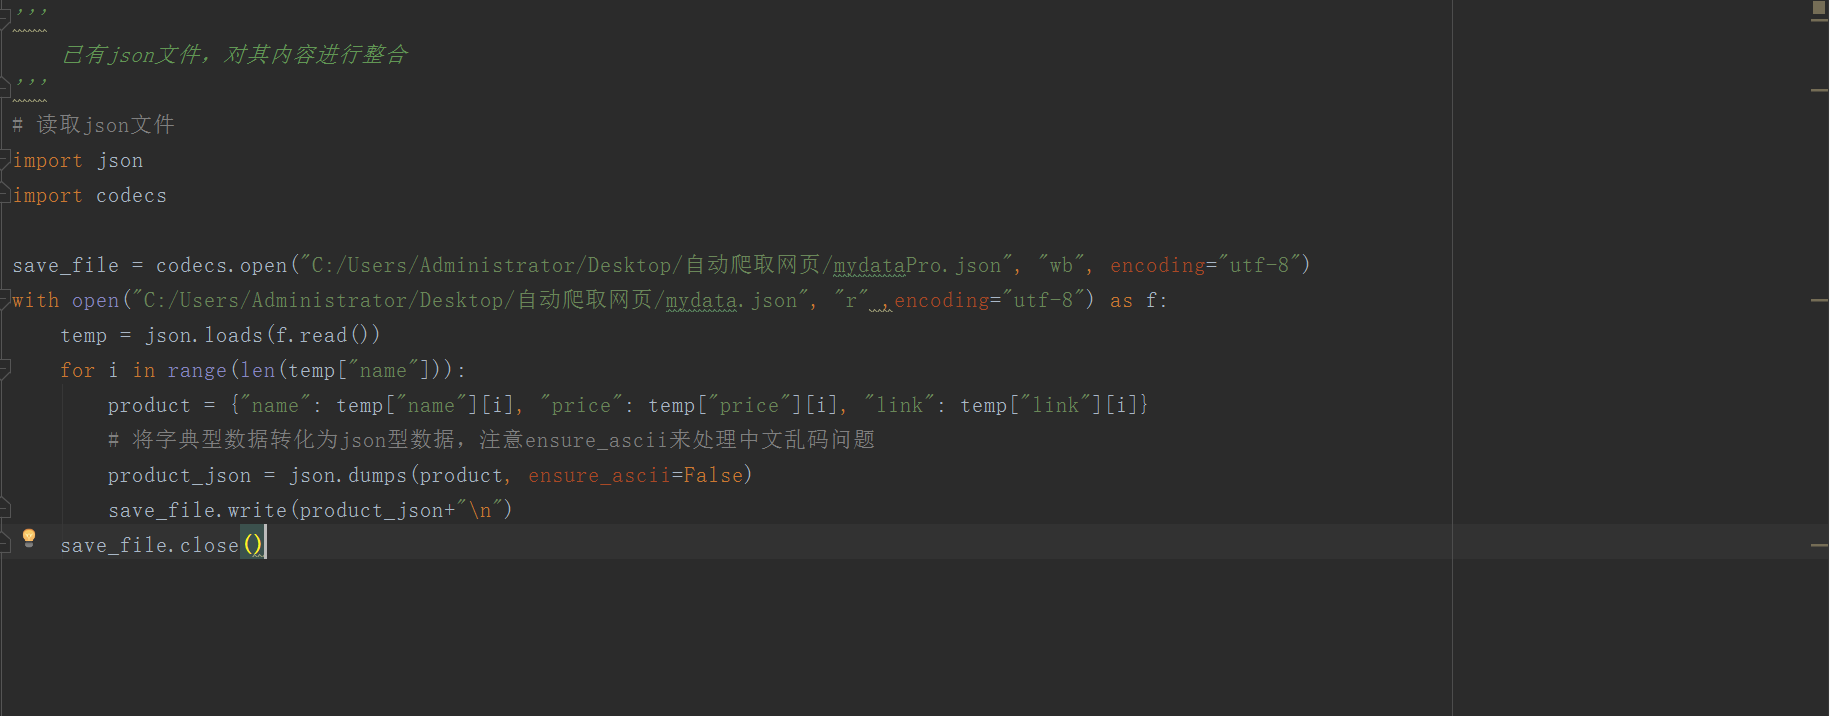 '''
    已有json文件，对其内容进行整合
'''
# 读取json文件
import json
import codecs
save_file = codecs.open("C:/Users/Administrator/Desktop/自动爬取网页/mydataPro.json", "wb", encoding="utf-8")
with open("C:/Users/Administrator/Desktop/自动爬取网页/mydata.json", "r" ,encoding="utf-8") as f:
    temp = json.loads(f.read())
    for i in range(len(temp["name"])):
        product = {"name": temp["name"][i], "price": temp["price"][i], "link": temp["link"][i]}
        # 将字典型数据转化为json型数据，注意ensure_ascii来处理中文乱码问题
        product_json = json.dumps(product, ensure_ascii=False)
        save_file.write(product_json+"\n")
    save_file.close()